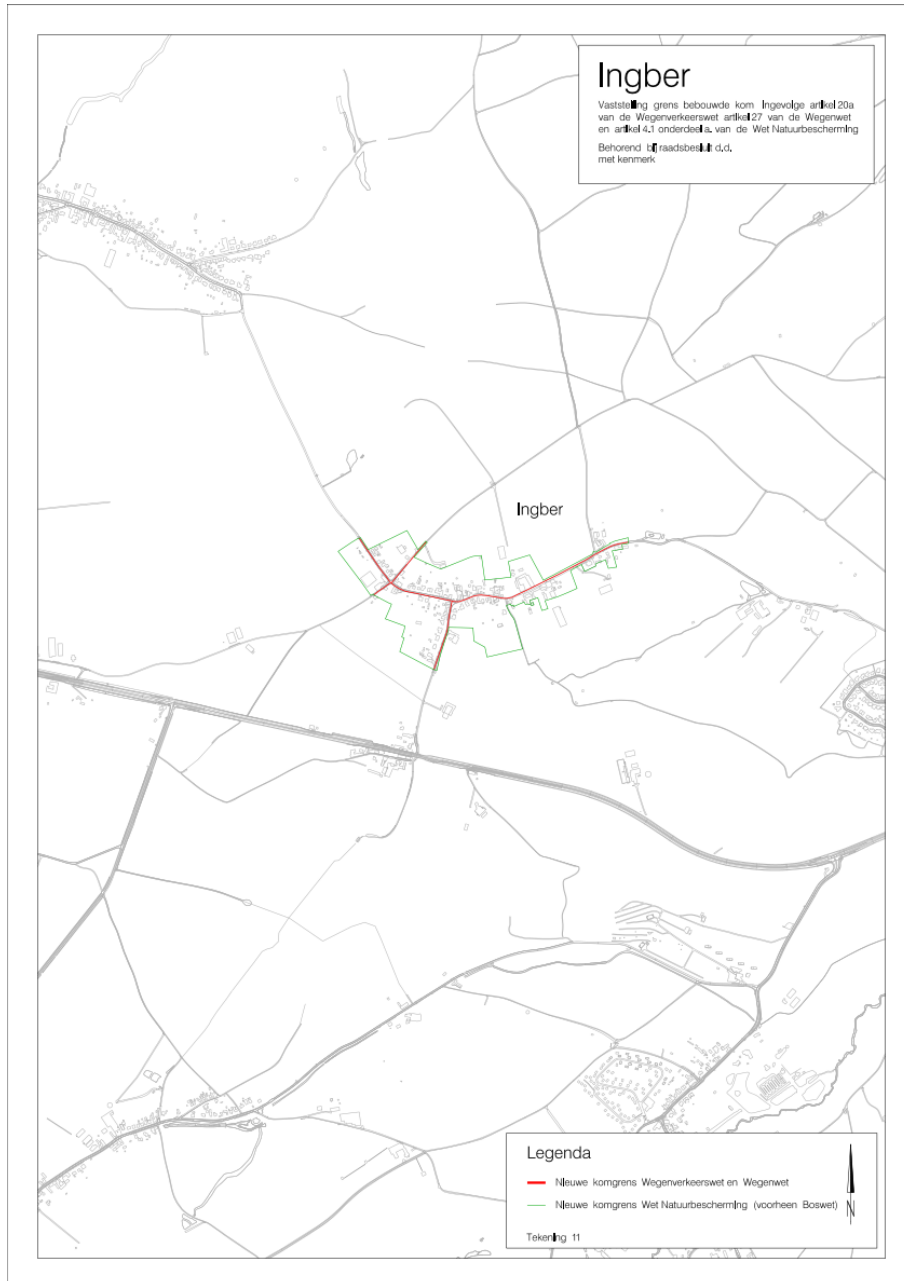 Ingber
Vaststelling grens bebouwde kom Ingevolge artikel 20a
van de Wegenverkeerswet artikel 27 van de Wegenwet
en artikel 4.1 onderdeel a. van de Wet Natuurbescherming
Behorend bij raadsbesluit d.d.
met kenmerk
Ingber
Legenda
Nieuwe komgrens Wegenverkeerswet en Wegenwet
Nieuwe komgrens Wet Natuurbescherming (voorheen Boswet)
N
Tekening 11